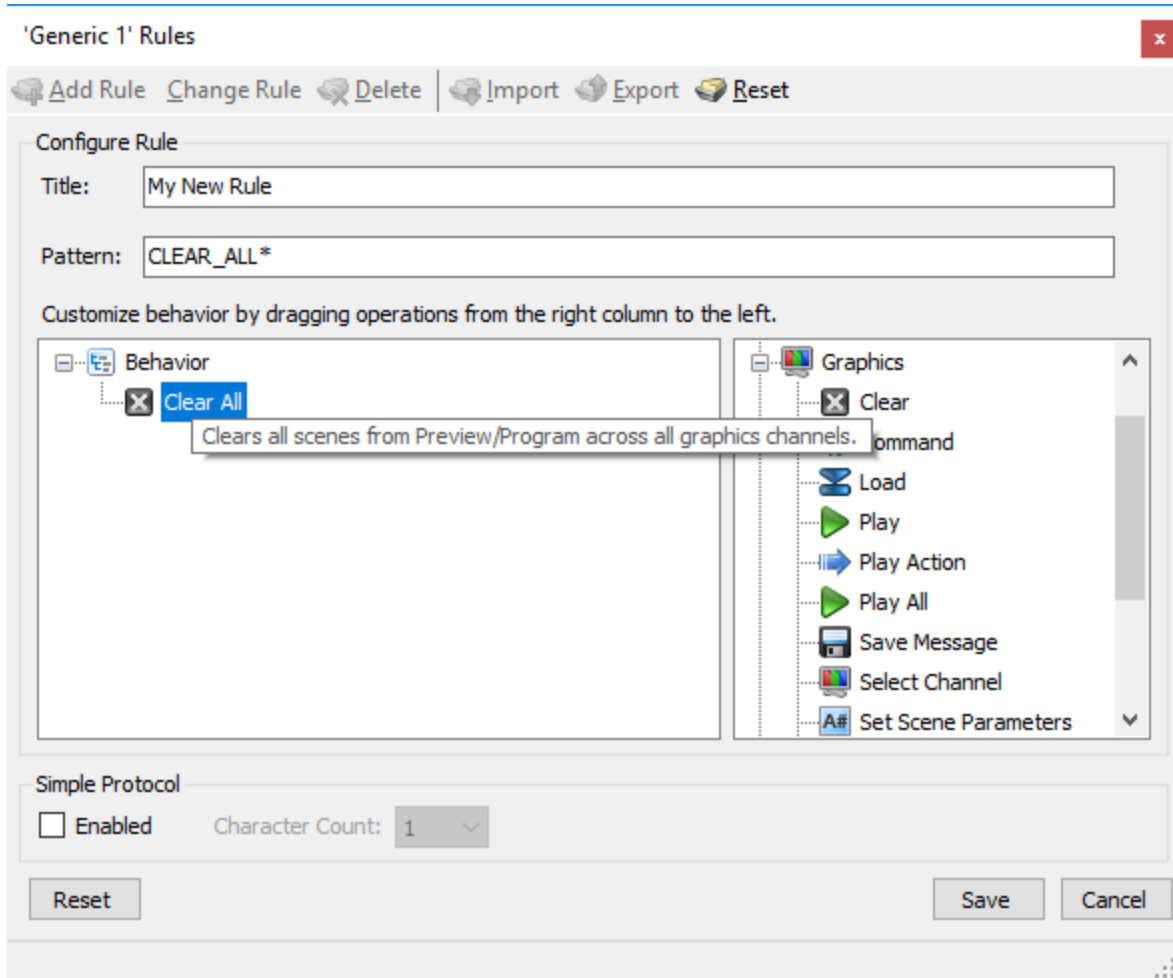 'Generic 1' Rules
x
Add Rule Change Rule Delete Import Export Reset
Configure Rule
Title: My New Rule
Pattern: CLEAR_ALL*
Customize behavior by dragging operations from the right column to the left.
Behavior
Clear All
Clears all scenes from Preview/Program across all graphics channels.
Graphics
Clear
ommand
Load
Play
Play Action
Play All
Save Message
Select Channel
A# Set Scene Parameters
Simple Protocol
Enabled Character Count: 1
Reset Save Cancel